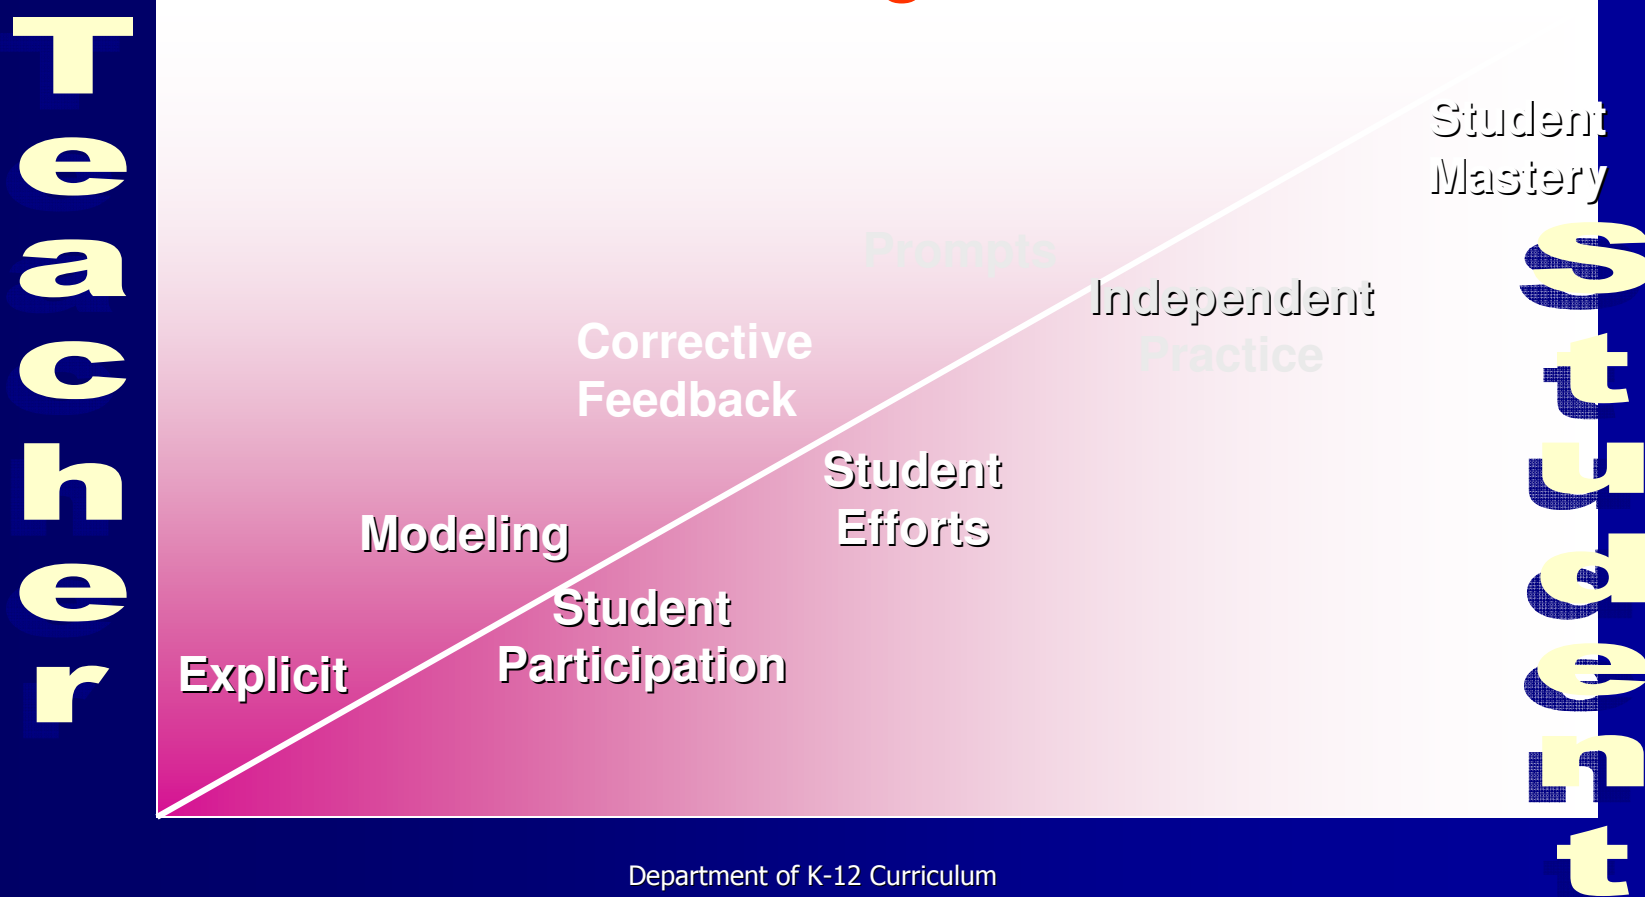 Teacher
Student
Mastery
Prompts
Independent
Practice
Corrective
Feedback
Student
Efforts
Modeling
Student
Participation
Explicit
Student
Department of K-12 Curriculum